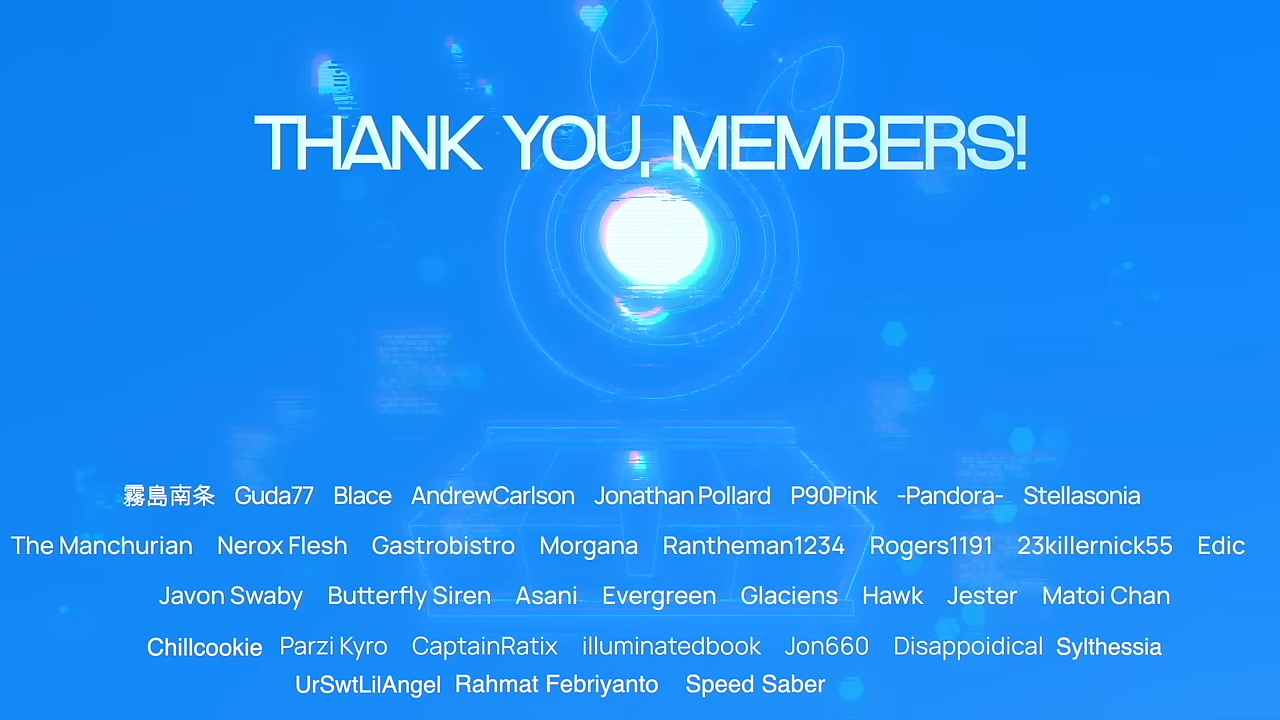 THANK YOU, MEMBERS!
霧島南条 Guda77 Blace AndrewCarlson Jonathan Pollard P90Pink -Pandora- Stellasonia
The Manchurian Nerox Flesh Gastrobistro Morgana Rantheman1234 Rogers1191 23killernick55 Edic
Javon Swaby Butterfly Siren Asani Evergreen Glaciens Hawk Jester Matoi Chan
Chillcookie Parzi Kyro CaptainRatix illuminatedbook Jon660 Disappoidical Sylthessia
UrSwtLilAngel Rahmat Febriyanto Speed Saber